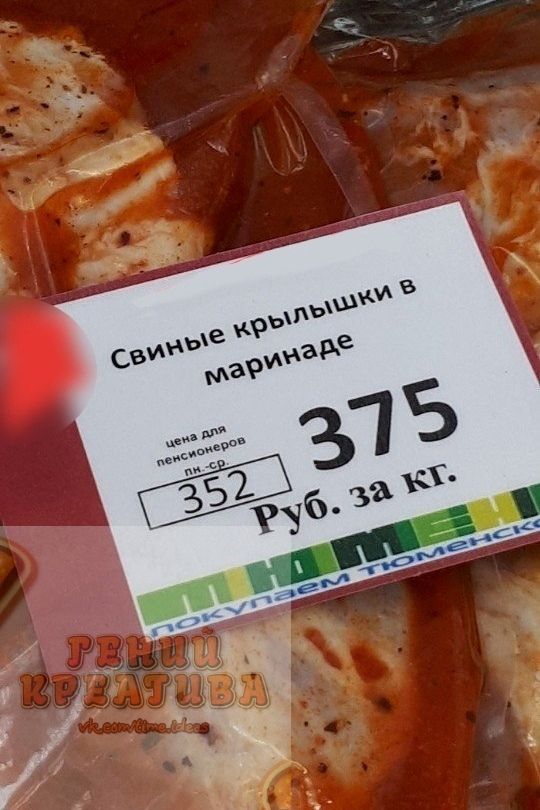 Свиные крылышки в
маринаде
цена для
пенсионеров
пн.-ср.
352
375
Руб. за кг.
покупаем тюменско
ГЕНИЙ
КРЕАТИВА
vk.com/time.ideas